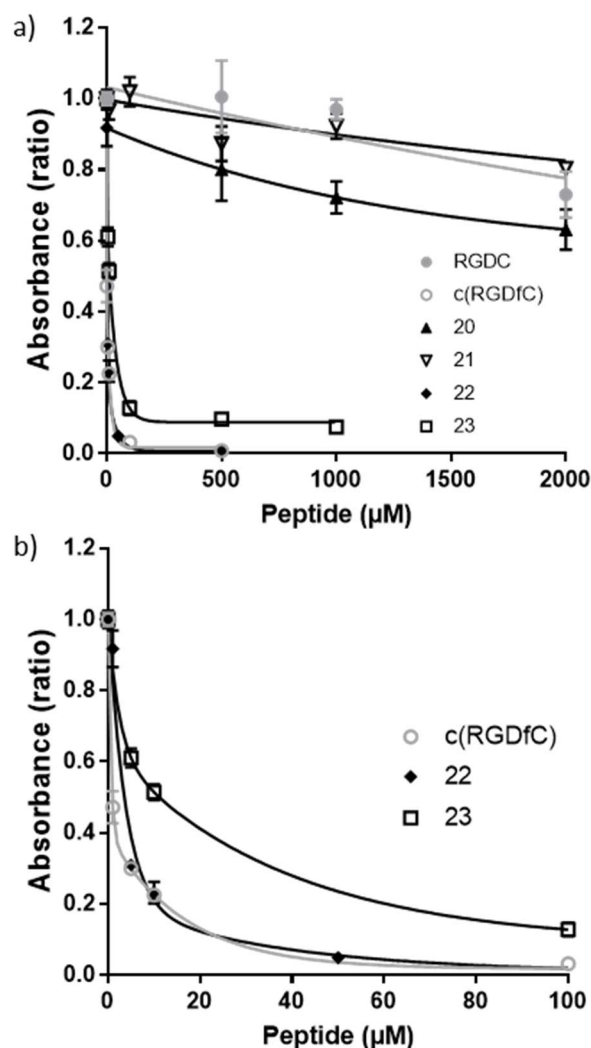 a)
1.2
1.0
0.8
0.6
0.4
0.2
0.0
Absorbance (ratio)
RGDC
c(RGDfC)
20
21
22
23
0 500 1000 1500 2000
Peptide (µM)
b)
1.2
1.0
0.8
0.6
0.4
0.2
0.0
Absorbance (ratio)
c(RGDfC)
22
23
0 20 40 60 80 100
Peptide (µM)